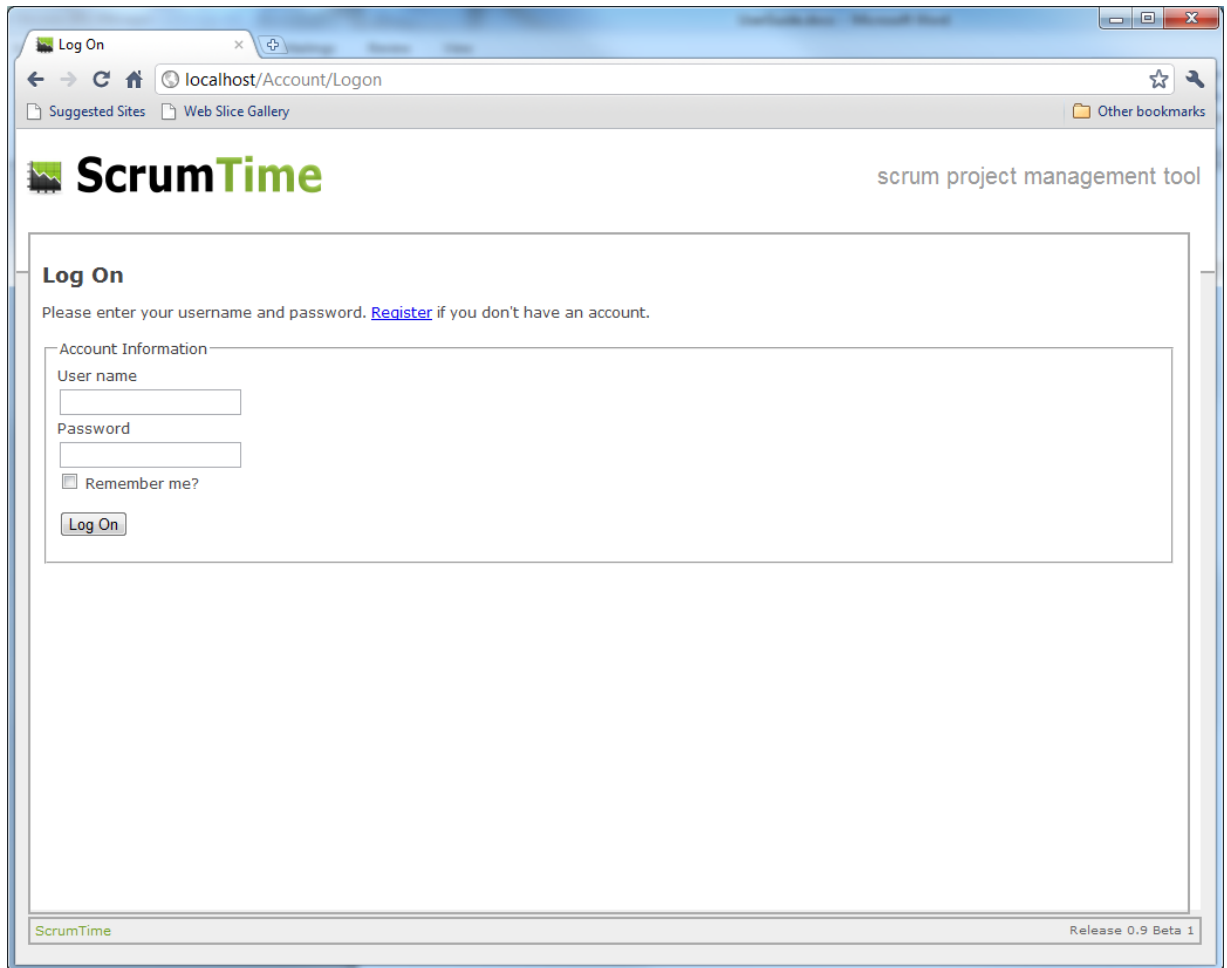 Log On
localhost/Account/Logon
Suggested Sites Web Slice Gallery Other bookmarks
ScrumTime scrum project management tool
Log On
Please enter your username and password. Register if you don't have an account.
Account Information
User name
Password
Remember me?
Log On
ScrumTime Release 0.9 Beta 1